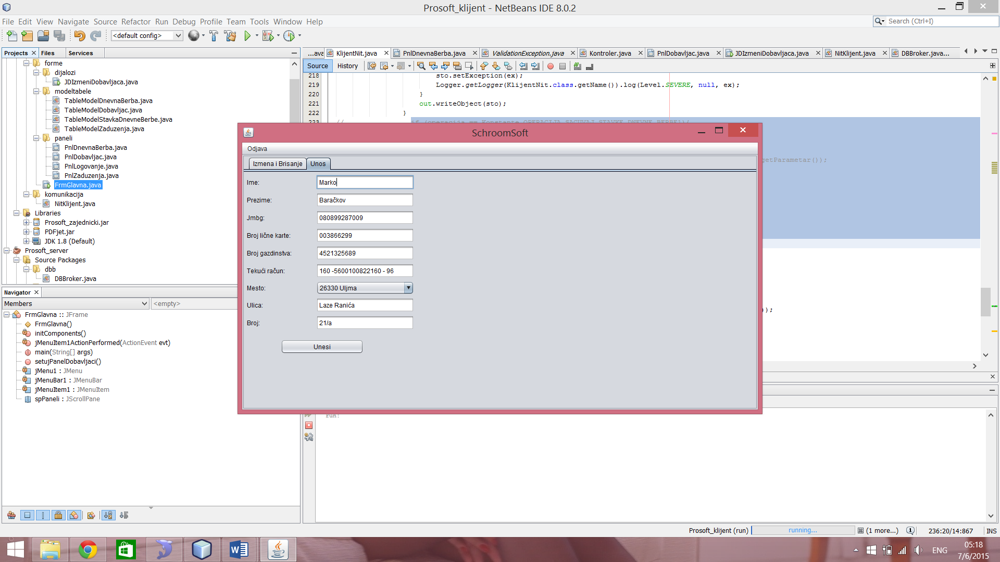 Prosoft_klijent - NetBeans IDE 8.0.2
File Edit View Navigate Source Refactor Run Debug Profile Team Tools Window Help
Search (Ctrl+I)
<default config>
Projects Files Services
forme
dijalozi
JDIzmeniDobavljaca.java
modeltabele
TableModelDnevnaBerba.java
TableModelDobavljac.java
TableModelStavkaDnevneBerbe.java
TableModelZaduzenja.java
paneli
PnlDnevnaBerba.java
PnlDobavljac.java
PnlLogovanje.java
PnlZaduzenja.java
FrmGlavna.java
komunikacija
NitKlijent.java
Libraries
Prosoft_zajednicki.jar
PDFjet.jar
JDK 1.8 (Default)
Prosoft_server
Source Packages
dbb
DBBroker.java
Navigator
Members
<empty>
FrmGlavna :: JFrame
FrmGlavna()
initComponents()
jMenuItem1ActionPerformed(ActionEvent evt)
main(String[] args)
setujPanelDobavljaci()
jMenu1 : JMenu
jMenuBar1 : JMenuBar
jMenuItem1 : JMenuItem
spPaneli : JScrollPane
...ava KlijentNit.java PnlDnevnaBerba.java ValidationException.java Kontroler.java PnlDobavljac.java JDIzmeniDobavljaca.java NitKlijent.java DBBroker.java...
Source History
218 sto.setException(ex);
219 Logger.getLogger(KlijentNit.class.getName()).log(Level.SEVERE, null, ex);
220 }
221 out.writeObject(sto);
222 }
223 // if (operacija == Konstante.OPERACIJA_SACUVAJ_STAVKE_DNEVNE_BERBE1){
getParametar());
));
SchroomSoft
Odjava
Izmena i Brisanje Unos
Ime: Marko
Prezime: Baračkov
Jmbg: 080899287009
Broj lične karte: 003866299
Broj gazdinstva: 4521325689
Tekući račun: 160 -5600100822160 - 96
Mesto: 26330 Uljma
Ulica: Laze Ranića
Broj: 21/a
Unesi
run:
Prosoft_klijent (run) running... (1 more...) 236:20/14:867 INS
ENG
05:18
7/6/2015